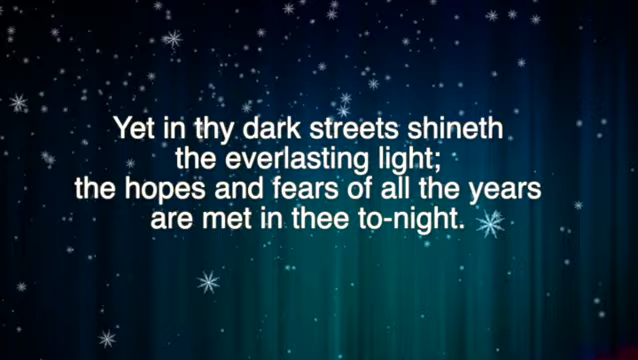 Yet in thy dark streets shineth
the everlasting light;
the hopes and fears of all the years
are met in thee to-night.